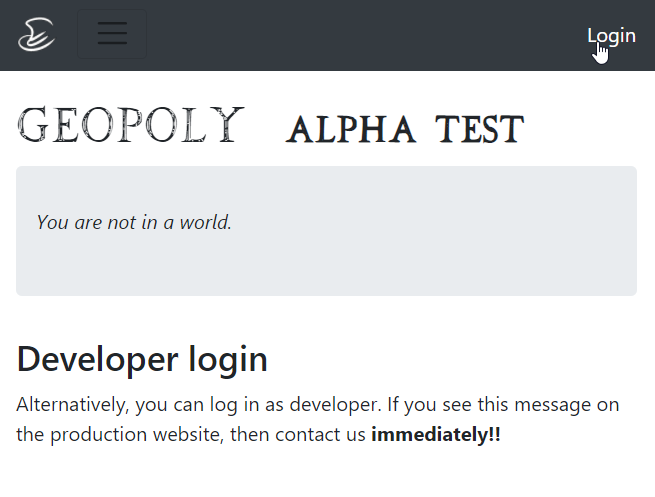 Login
GEOPOLY ALPHA TEST
You are not in a world.
Developer login
Alternatively, you can log in as developer. If you see this message on
the production website, then contact us immediately!!